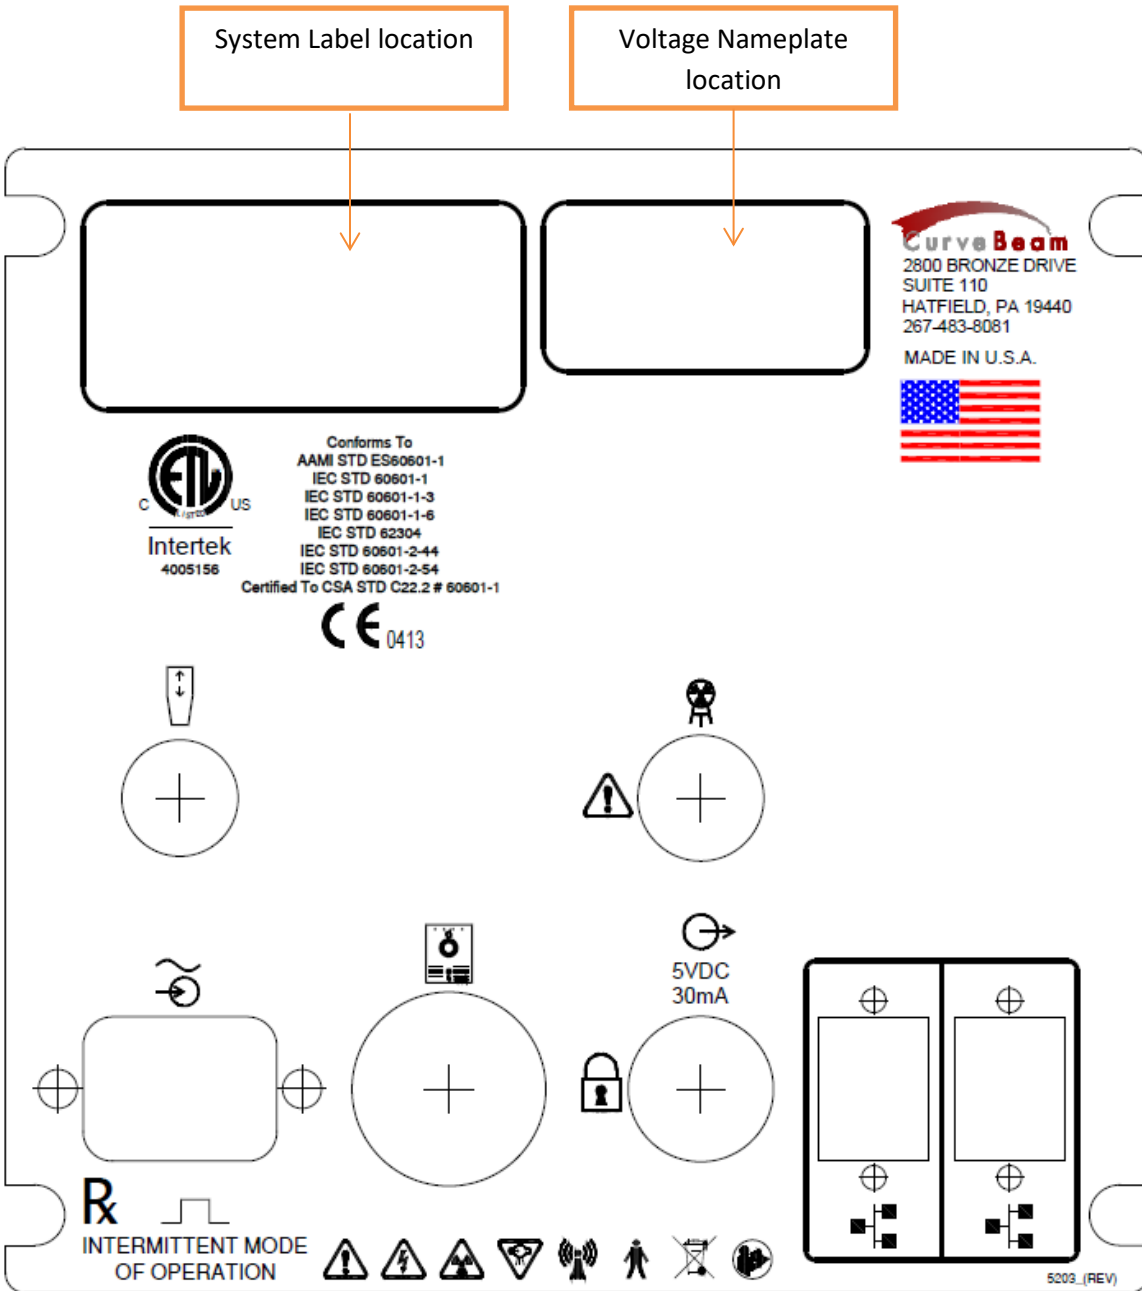 System Label location
Voltage Nameplate
location
CurveBeam
2800 BRONZE DRIVE
SUITE 110
HATFIELD, PA 19440
267-483-8081
MADE IN U.S.A.
ETL
LISTED
C
US
Intertek
4005156
Conforms To
AAMI STD ES60601-1
IEC STD 60601-1
IEC STD 60601-1-3
IEC STD 60601-1-6
IEC STD 62304
IEC STD 60601-2-44
IEC STD 60601-2-54
Certified To CSA STD C22.2 # 60601-1
CE 0413
5VDC
30mA
Rx
INTERMITTENT MODE
OF OPERATION
5203_(REV)